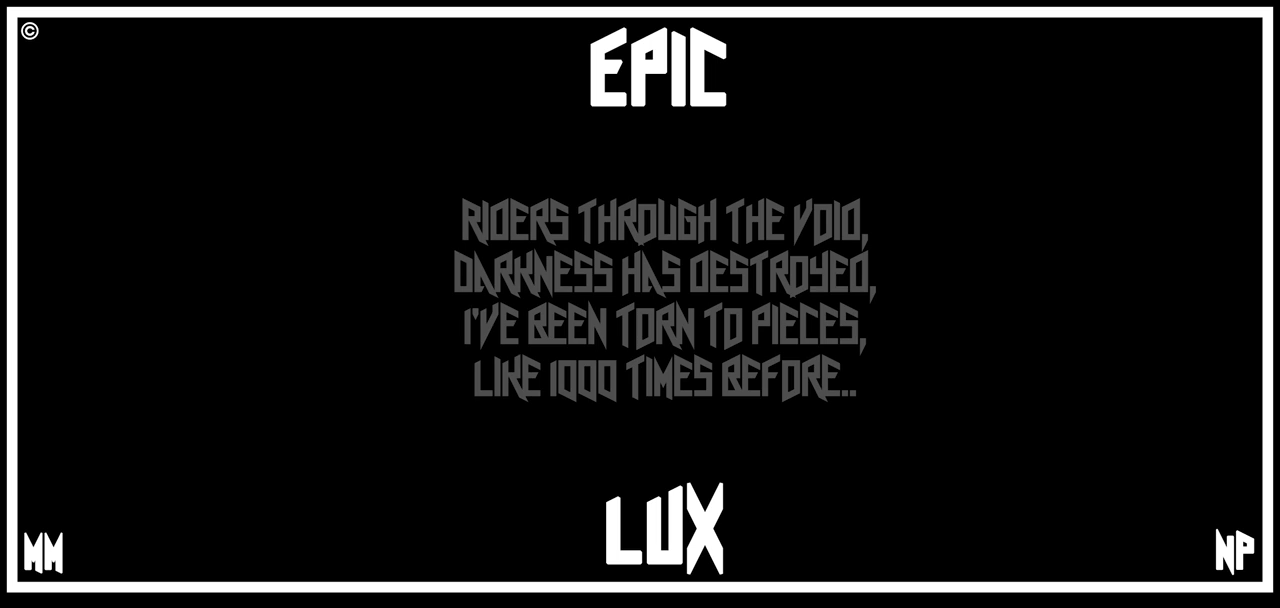 ©
EPIC
RIDERS THROUGH THE VOID,
DARKNESS HAS DESTROYED,
I'VE BEEN TORN TO PIECES,
LIKE 1000 TIMES BEFORE..
LUX
MM
NP